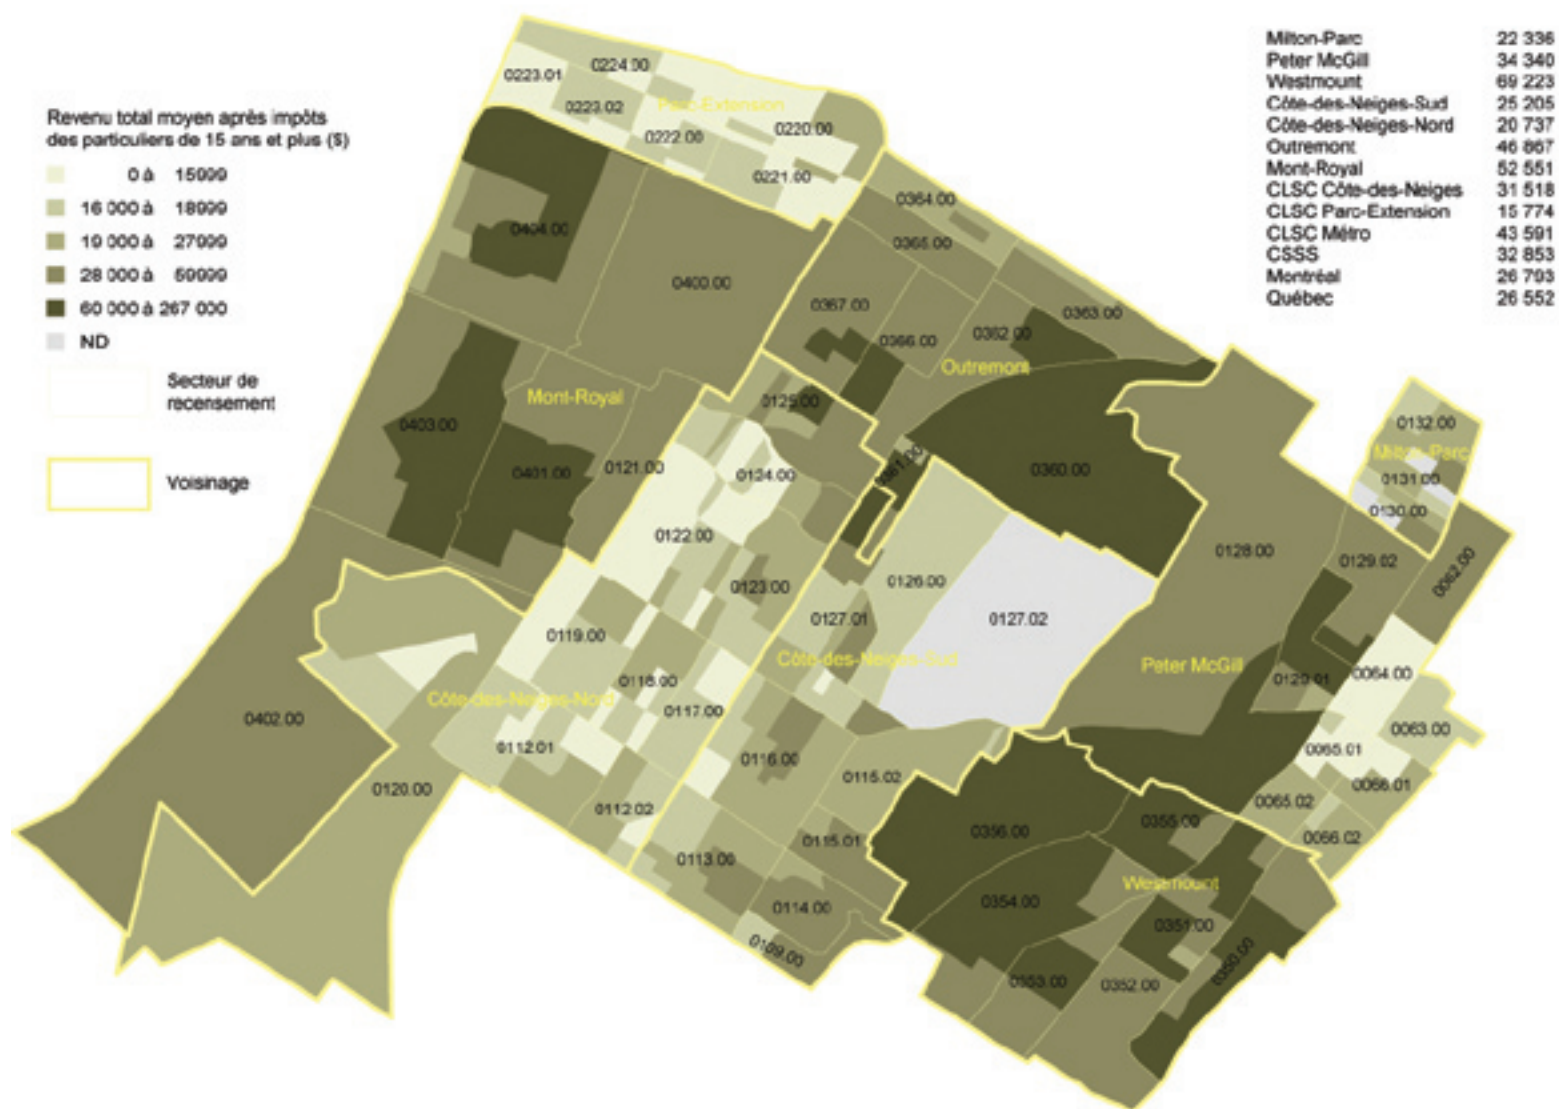 Revenu total moyen après impôts
des particuliers de 15 ans et plus ($)
0 à 15999
16 000 à 18999
19 000 à 27999
28 000 à 59999
60 000 à 267 000
ND
Secteur de
recensement
Voisinage
Milton-Parc 22 336
Peter McGill 34 340
Westmount 69 223
Côte-des-Neiges-Sud 25 205
Côte-des-Neiges-Nord 20 737
Outremont 46 867
Mont-Royal 52 551
CLSC Côte-des-Neiges 31 518
CLSC Parc-Extension 15 774
CLSC Métro 43 591
CSSS 32 853
Montréal 26 793
Québec 26 552
0224.00
0223.01
0223.02
Parc-Extension
0222.00
0220.00
0221.00
0404.00
0400.00
0364.00
0365.00
0367.00
0366.00
0362.00
0363.00
Outremont
Mont-Royal
0403.00
0401.00
0121.00
0125.00
0124.00
0361.00
0360.00
0132.00
Milton-Parc
0131.00
0130.00
0122.00
0123.00
0126.00
0128.00
0129.02
0062.00
0119.00
0127.01
0127.02
Côte-des-Neiges-Sud
Peter McGill
0118.00
0129.01
0064.00
Côte-des-Neiges-Nord
0117.00
0402.00
0112.01
0116.00
0063.00
0065.01
0120.00
0115.02
0066.01
0065.02
0112.02
0356.00
0355.00
0066.02
0113.00
0115.01
Westmount
0354.00
0114.00
0351.00
0109.00
0353.00
0352.00
0350.00